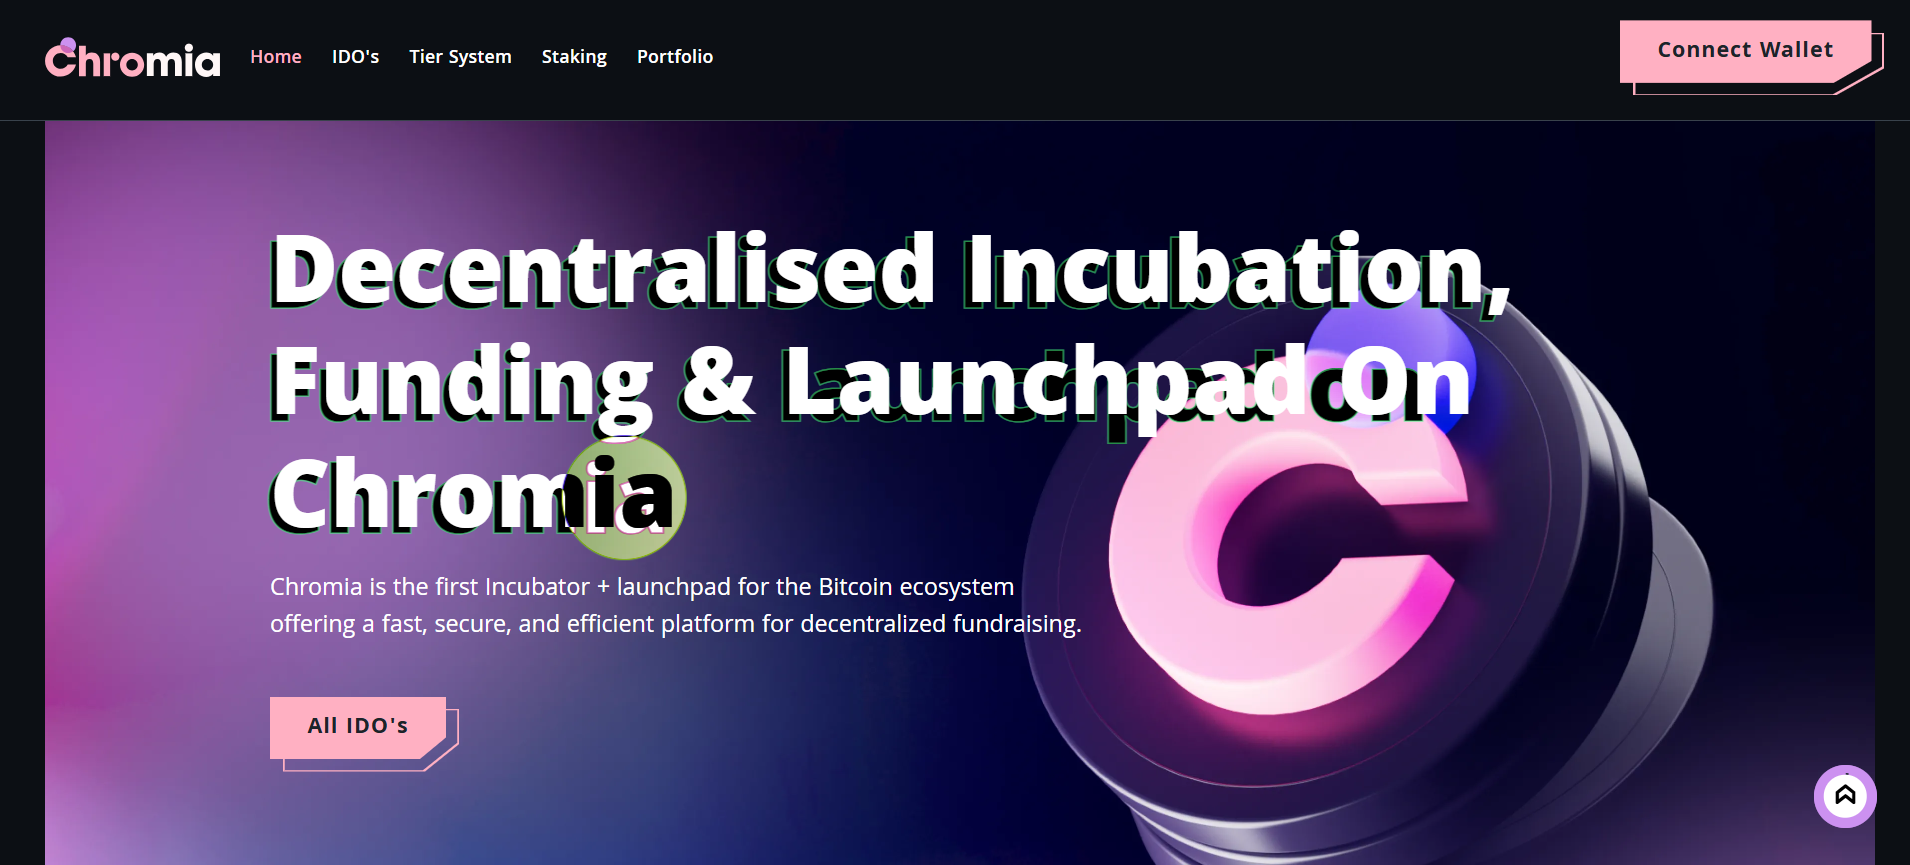 Chromia
Home IDO's Tier System Staking Portfolio
Connect Wallet
Decentralised Incubation,
Funding & Launchpad On
Chromia
Chromia is the first Incubator + launchpad for the Bitcoin ecosystem
offering a fast, secure, and efficient platform for decentralized fundraising.
All IDO's